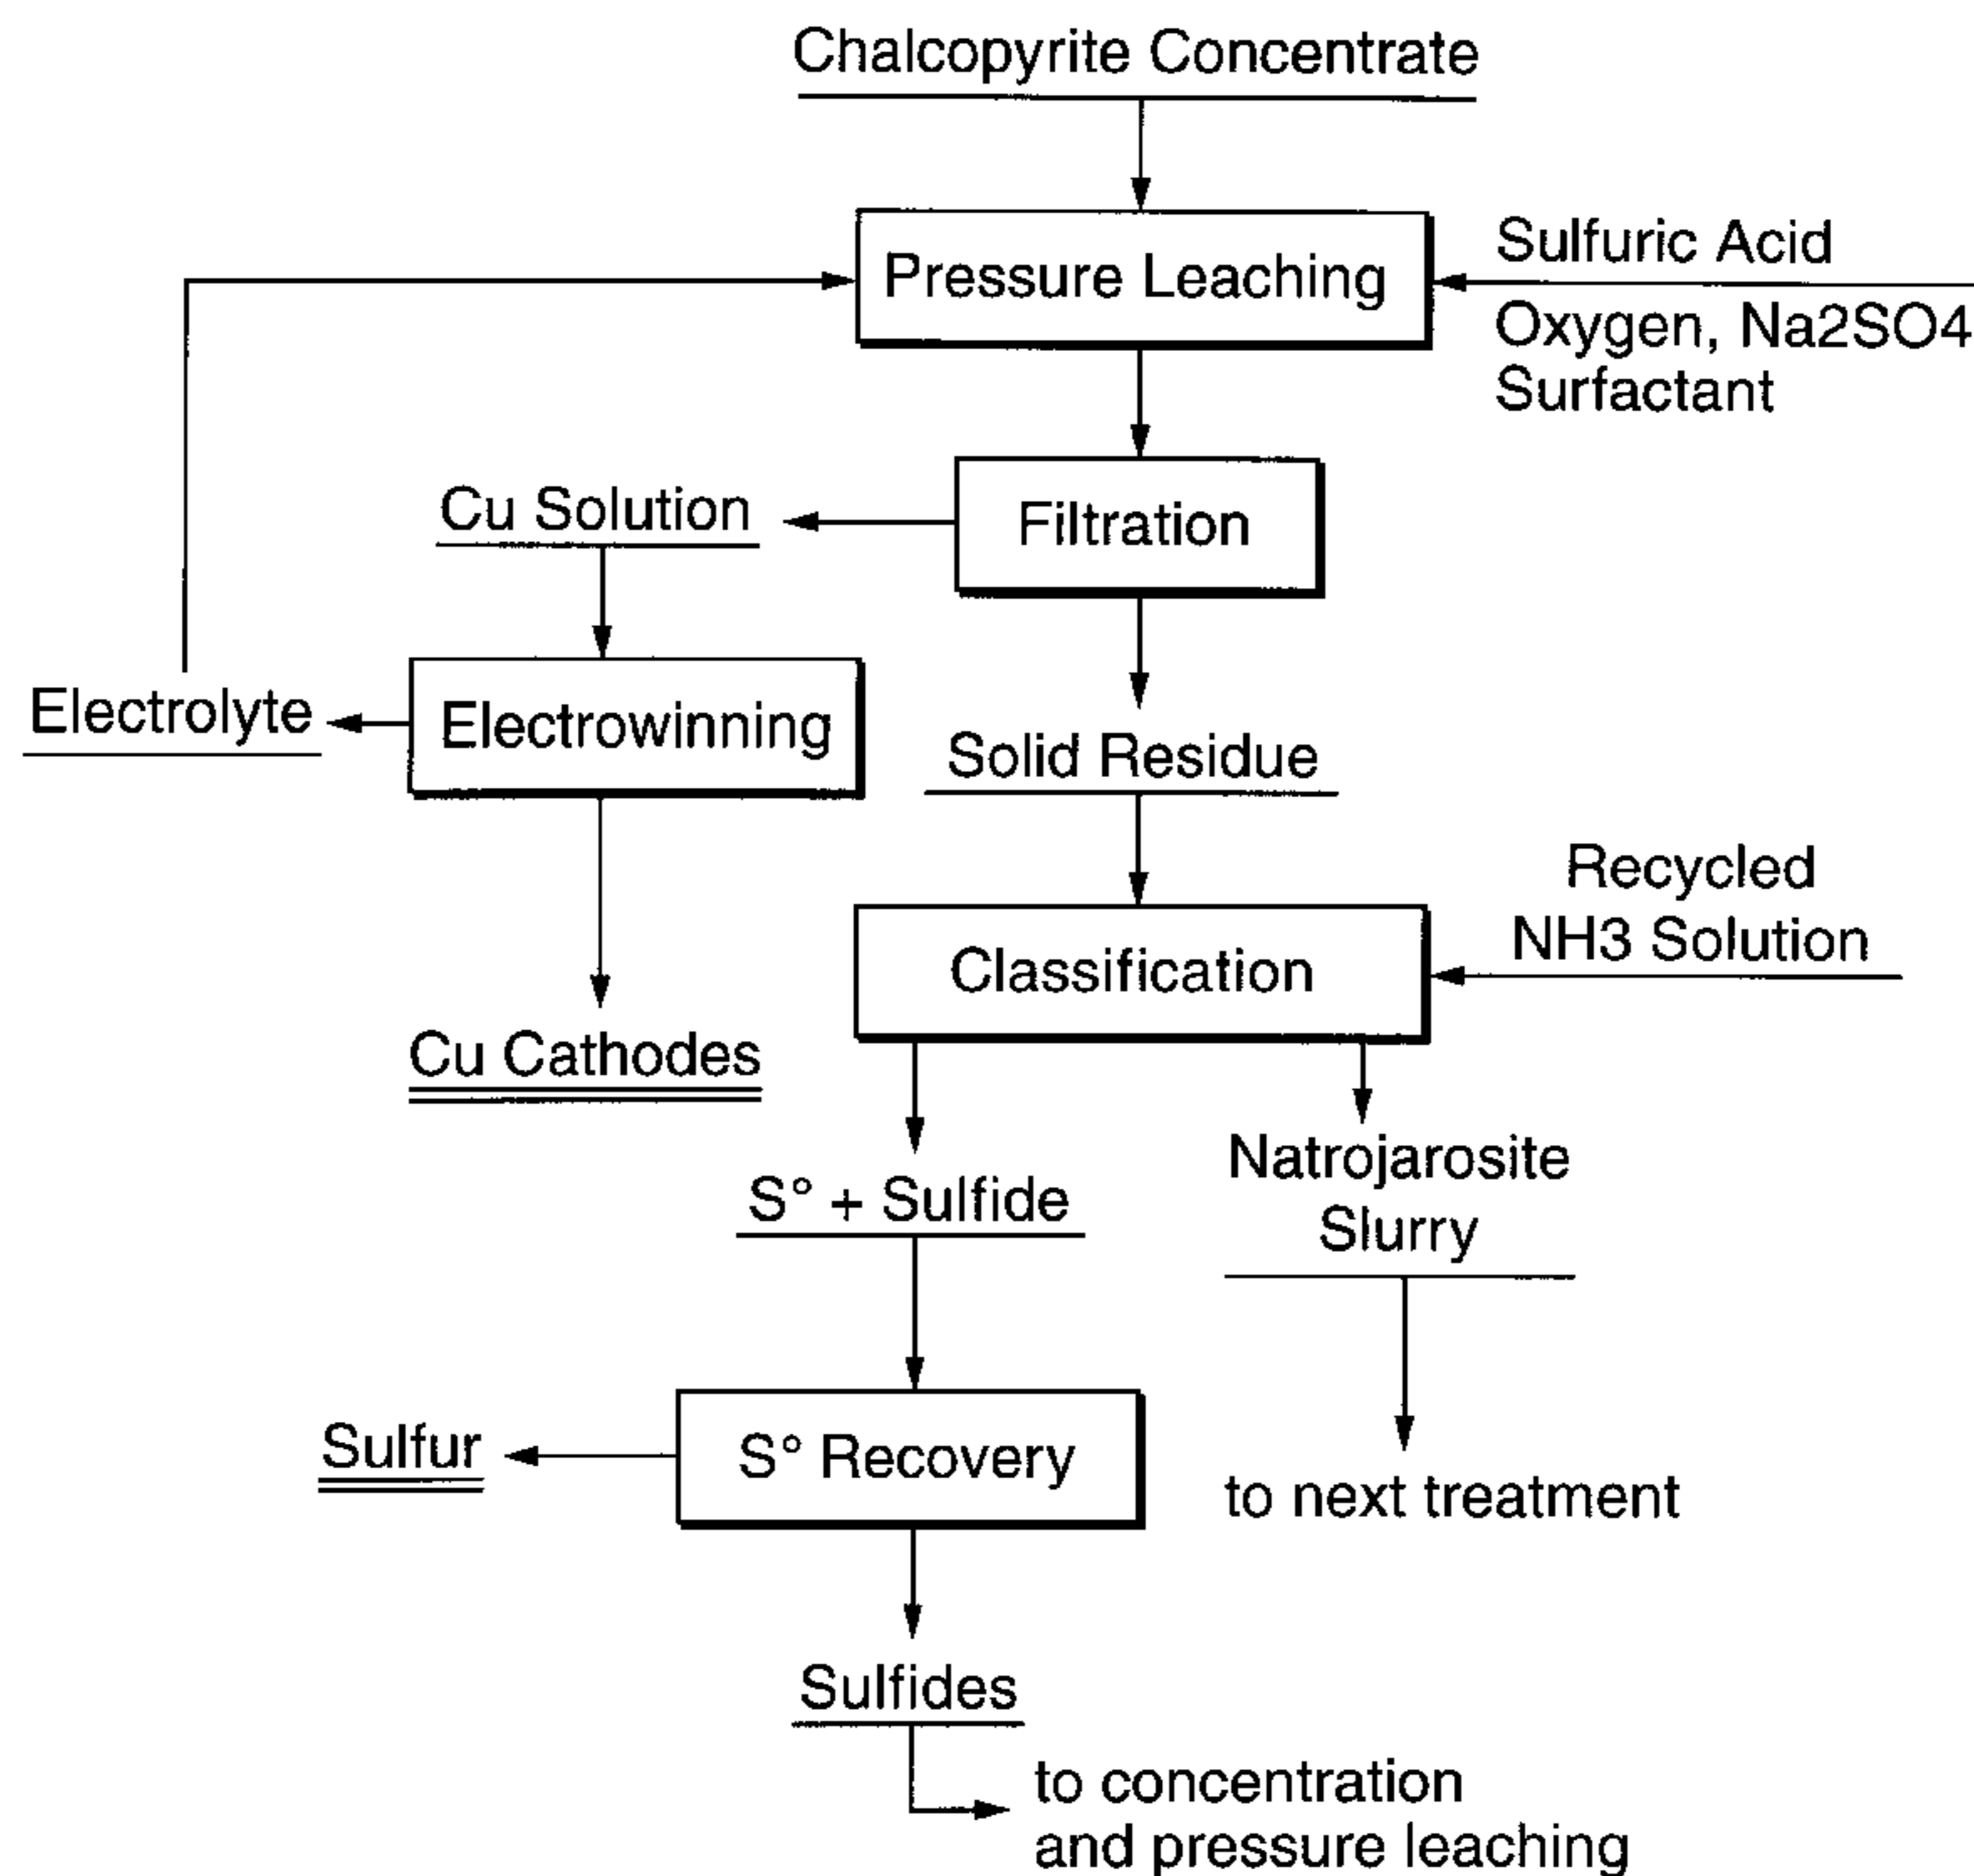 Chalcopyrite Concentrate
Pressure Leaching
Sulfuric Acid
Oxygen, Na2SO4
Surfactant
Filtration
Cu Solution
Electrolyte
Electrowinning
Solid Residue
Recycled
NH3 Solution
Classification
Cu Cathodes
S° + Sulfide
Natrojarosite
Slurry
Sulfur
S° Recovery
to next treatment
Sulfides
to concentration
and pressure leaching